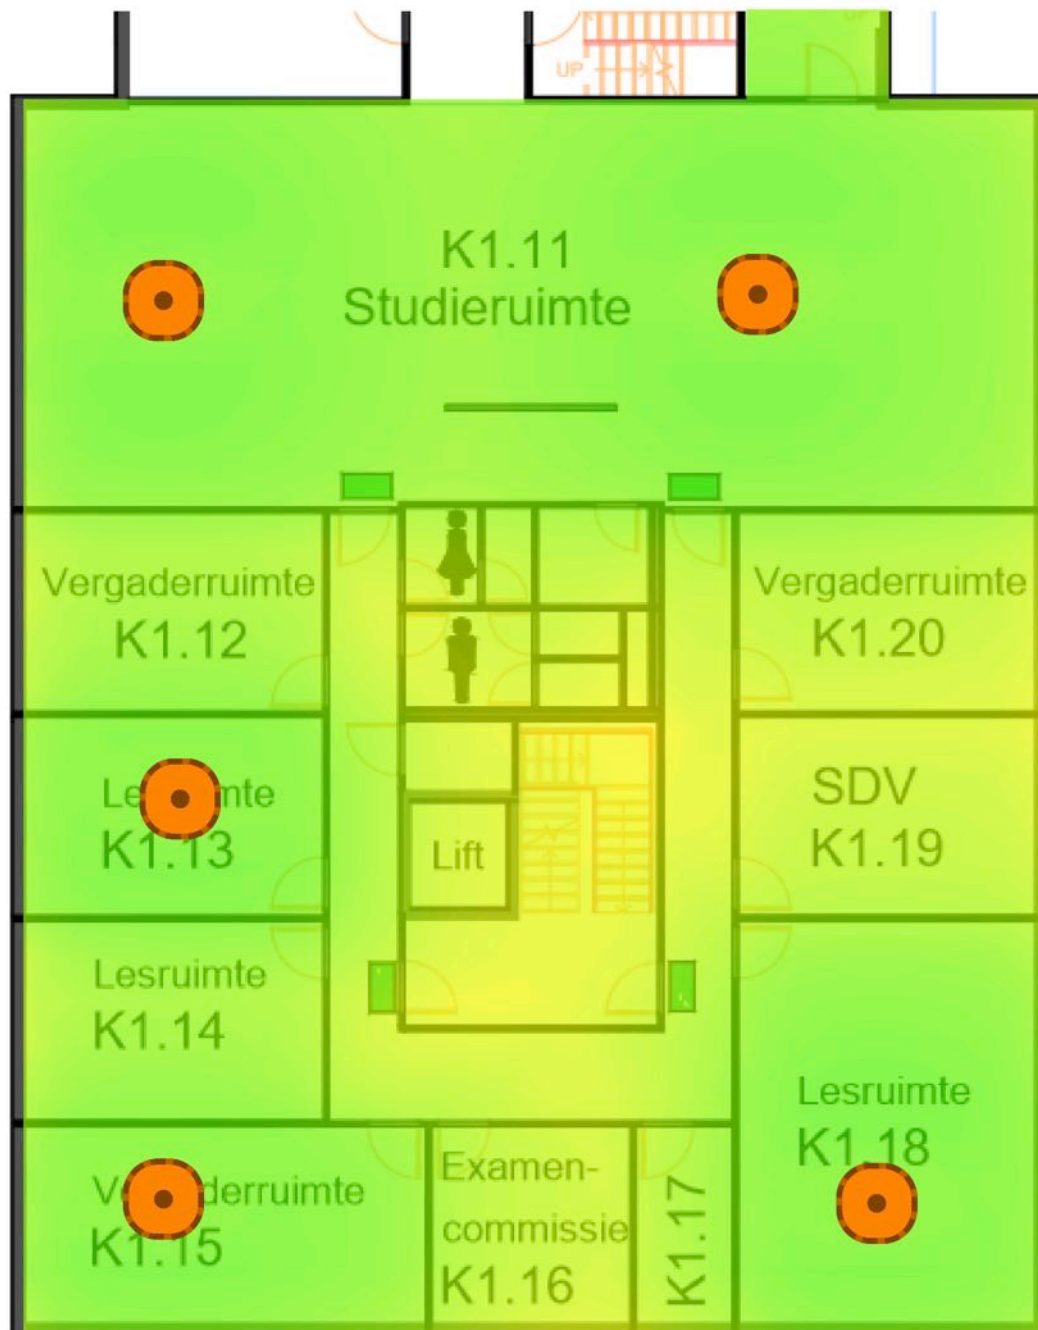 UP
UP
K1.11
Studieruimte
Vergaderruimte
K1.12
Vergaderruimte
K1.20
K1.13
SDV
K1.19
Lift
Lesruimte
K1.14
Lesruimte
K1.18
K1.15
Examen-
commissie
K1.16
K1.17